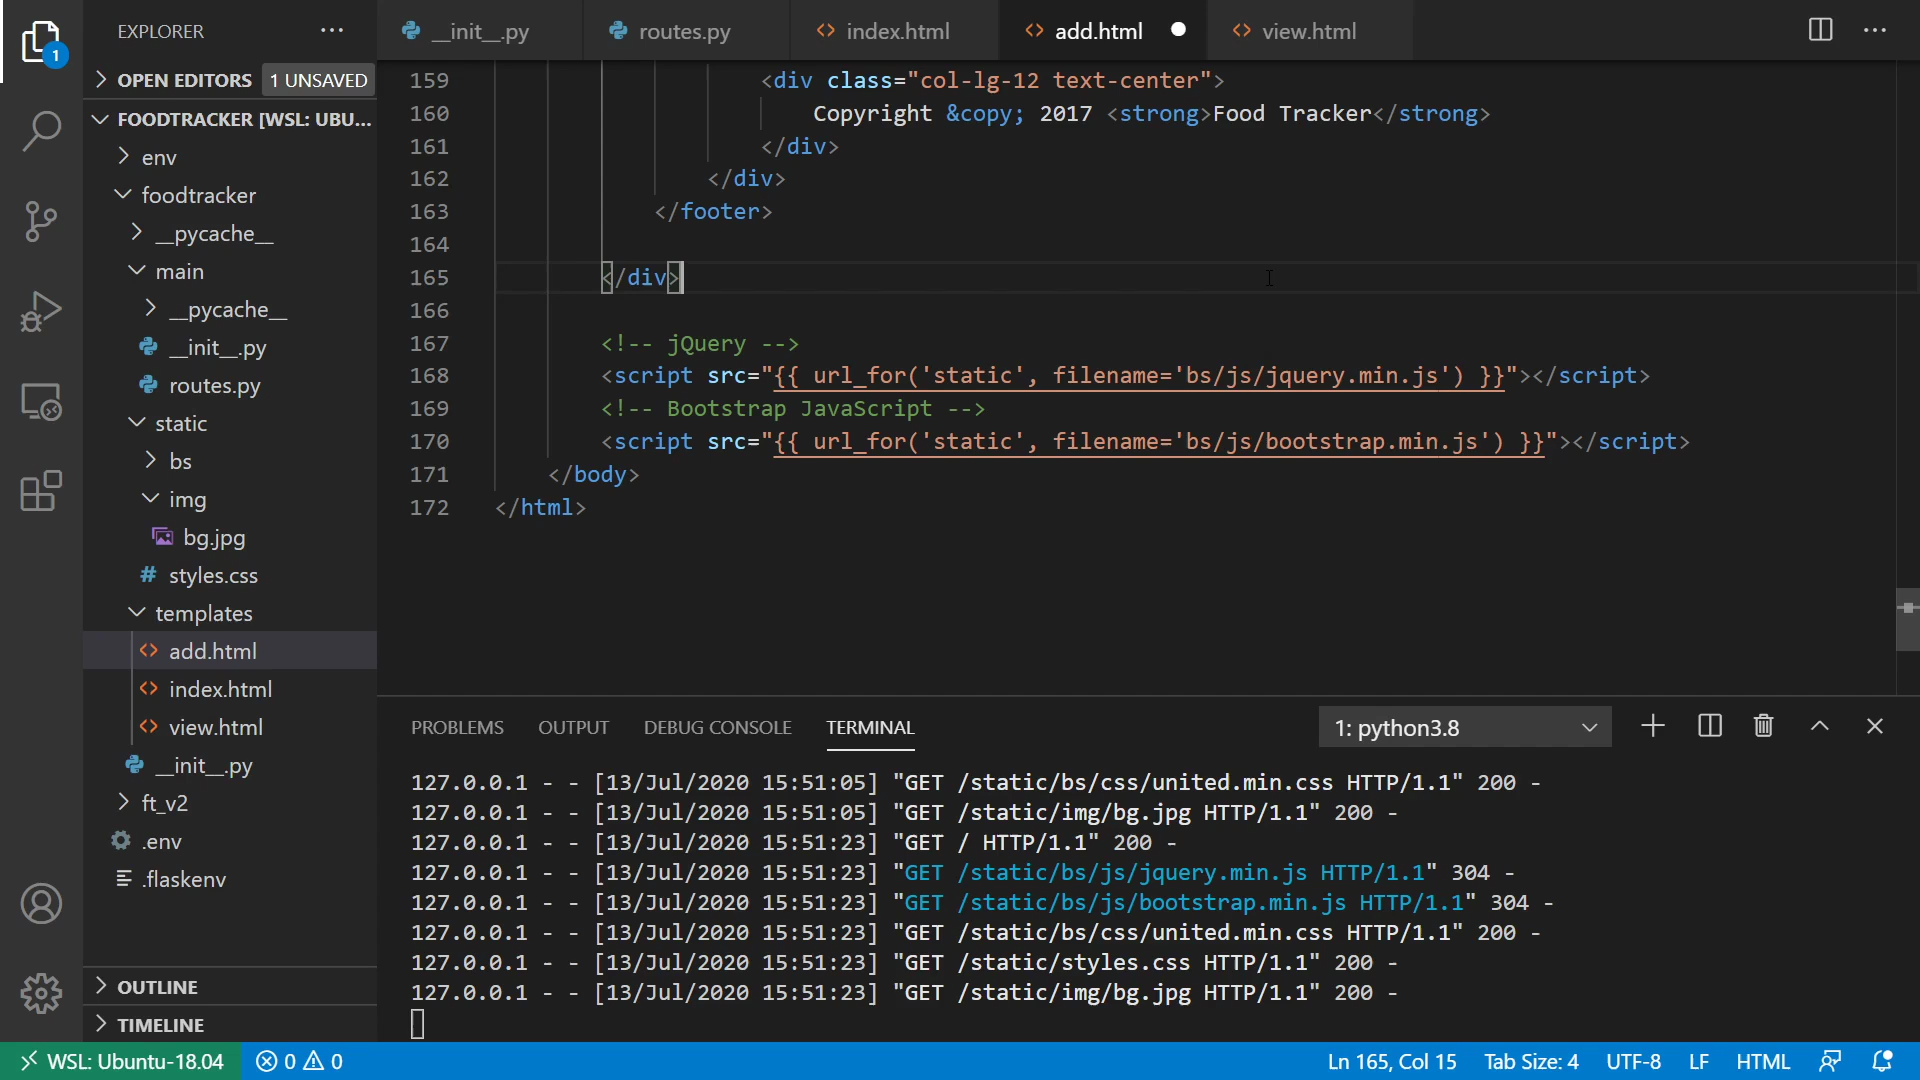 EXPLORER
1
OPEN EDITORS 1 UNSAVED
FOODTRACKER [WSL: UBU...
env
foodtracker
__pycache__
main
__pycache__
__init__.py
routes.py
static
bs
img
bg.jpg
styles.css
templates
add.html
index.html
view.html
__init__.py
ft_v2
.env
.flaskenv
OUTLINE
TIMELINE
__init__.py routes.py index.html add.html view.html
159 <div class="col-lg-12 text-center">
160 Copyright &copy; 2017 <strong>Food Tracker</strong>
161 </div>
162 </div>
163 </footer>
164
165 </div>
166
167 <!-- jQuery -->
168 <script src="{{ url_for('static', filename='bs/js/jquery.min.js') }}"></script>
169 <!-- Bootstrap JavaScript -->
170 <script src="{{ url_for('static', filename='bs/js/bootstrap.min.js') }}"></script>
171 </body>
172 </html>
PROBLEMS OUTPUT DEBUG CONSOLE TERMINAL 1: python3.8
127.0.0.1 - - [13/Jul/2020 15:51:05] "GET /static/bs/css/united.min.css HTTP/1.1" 200 -
127.0.0.1 - - [13/Jul/2020 15:51:05] "GET /static/img/bg.jpg HTTP/1.1" 200 -
127.0.0.1 - - [13/Jul/2020 15:51:23] "GET / HTTP/1.1" 200 -
127.0.0.1 - - [13/Jul/2020 15:51:23] "GET /static/bs/js/jquery.min.js HTTP/1.1" 304 -
127.0.0.1 - - [13/Jul/2020 15:51:23] "GET /static/bs/js/bootstrap.min.js HTTP/1.1" 304 -
127.0.0.1 - - [13/Jul/2020 15:51:23] "GET /static/bs/css/united.min.css HTTP/1.1" 200 -
127.0.0.1 - - [13/Jul/2020 15:51:23] "GET /static/styles.css HTTP/1.1" 200 -
127.0.0.1 - - [13/Jul/2020 15:51:23] "GET /static/img/bg.jpg HTTP/1.1" 200 -
WSL: Ubuntu-18.04 0 0 Ln 165, Col 15 Tab Size: 4 UTF-8 LF HTML